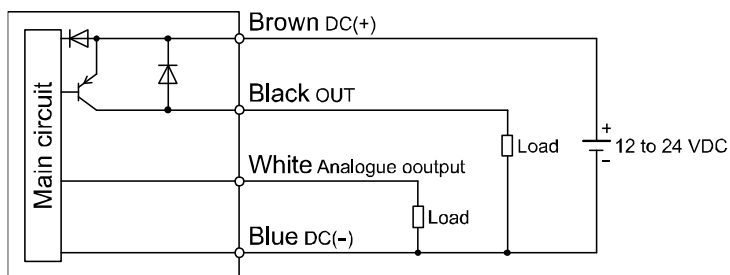 Brown DC(+)
Main circuit
Black OUT
White Analogue ooutput
Load
Load
Blue DC(−)
+
12 to 24 VDC
−